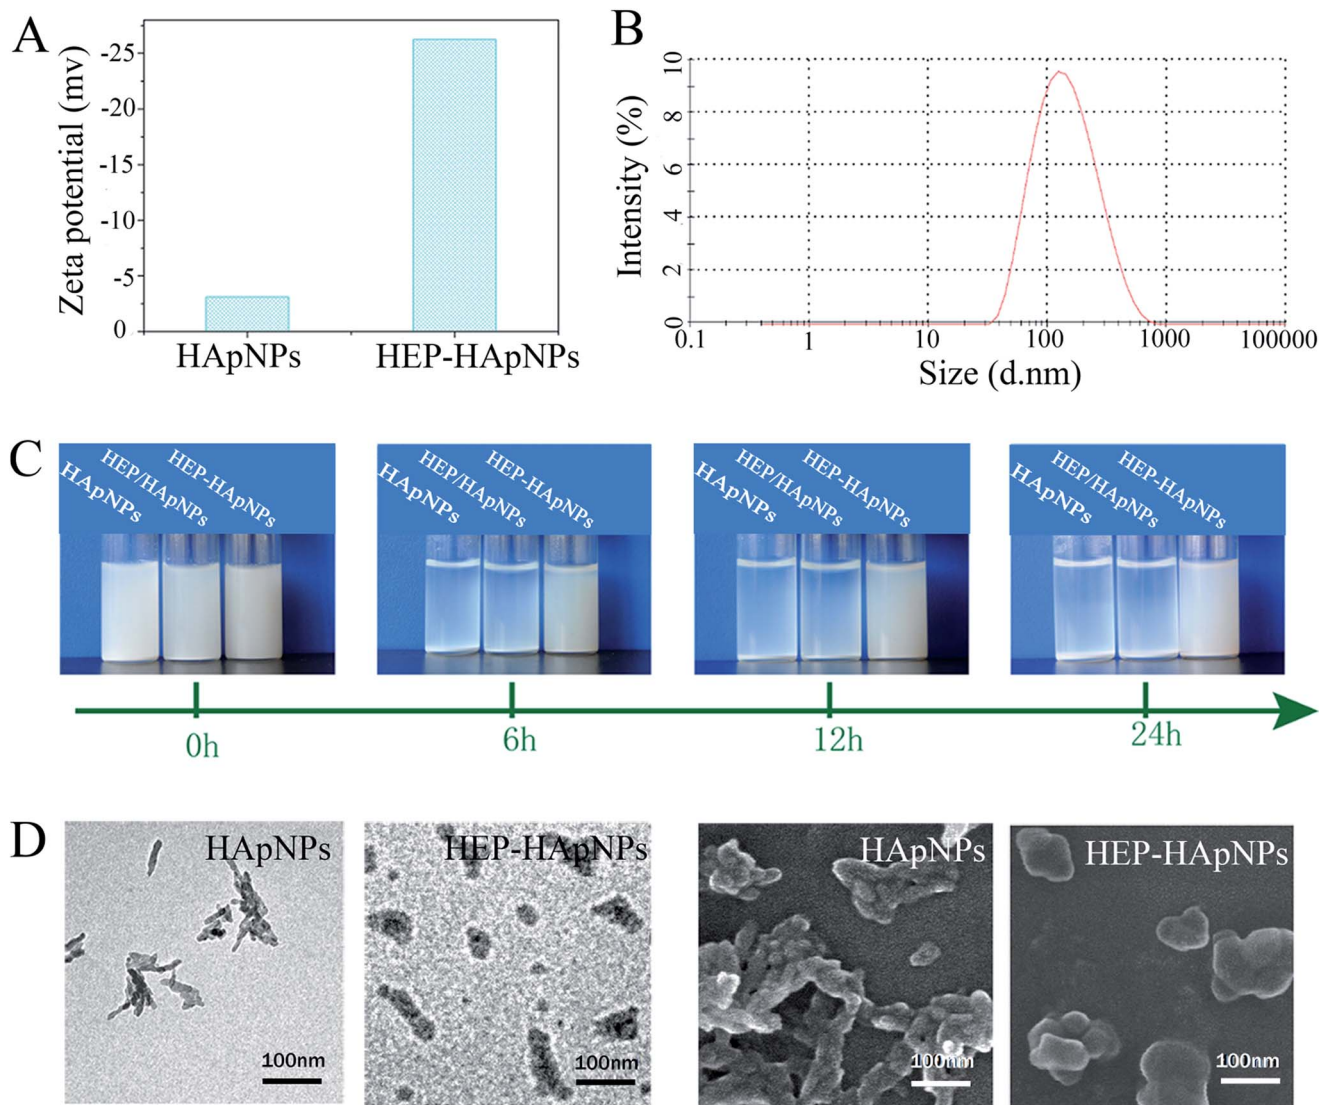 A
Zeta potential (mv)
-25
-20
-15
-10
-5
0
HApNPs
HEP-HApNPs
B
Intensity (%)
10
8
6
4
2
0
0.1
1
10
100
1000
100000
Size (d.nm)
C
HApNPs
HEP/HApNPs
HEP-HApNPs
HApNPs
HEP/HApNPs
HEP-HApNPs
HApNPs
HEP/HApNPs
HEP-HApNPs
HApNPs
HEP/HApNPs
HEP-HApNPs
0h
6h
12h
24h
D
HApNPs
100nm
HEP-HApNPs
100nm
HApNPs
100nm
HEP-HApNPs
100nm